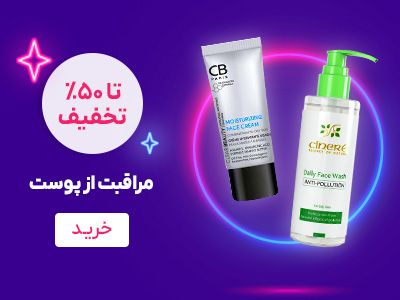 تا ۵۰٪
تخفیف
مراقبت از پوست
خرید
CB
PARIS
MOISTURIZING
FACE CREAM
cinere
Daily Face Wash
ANTI-POLLUTION